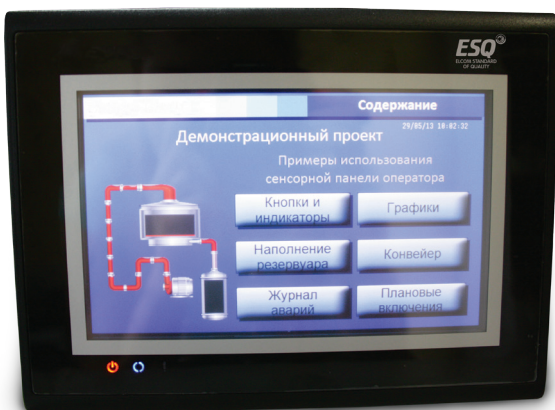 ESQ
ELCOM STANDARD
OF QUALITY
Содержание
29/05/13 10:02:32
Демонстрационный проект
Примеры использования
сенсорной панели оператора
Кнопки и
индикаторы
Графики
Наполнение
резервуара
Конвейер
Журнал
аварий
Плановые
включения